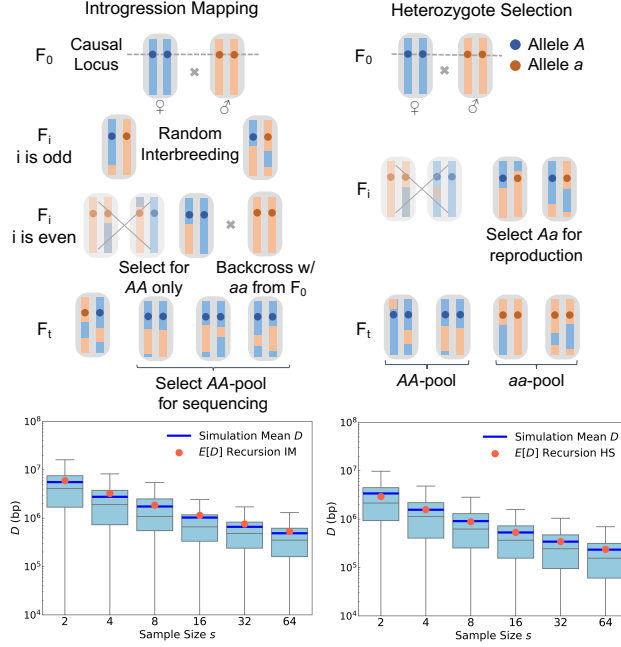 Introgression Mapping
F0
Causal
Locus
♀
♂
Fi
i is odd
Random
Interbreeding
Fi
i is even
Select for
AA only
Backcross w/
aa from F0
Ft
Select AA-pool
for sequencing
Heterozygote Selection
F0
Allele A
Allele a
♀
♂
Fi
Select Aa for
reproduction
Ft
AA-pool
aa-pool
Simulation Mean D
E[D] Recursion IM
D (bp)
10^8
10^7
10^6
10^5
10^4
2 4 8 16 32 64
Sample Size s
Simulation Mean D
E[D] Recursion HS
D (bp)
10^8
10^7
10^6
10^5
10^4
2 4 8 16 32 64
Sample Size s